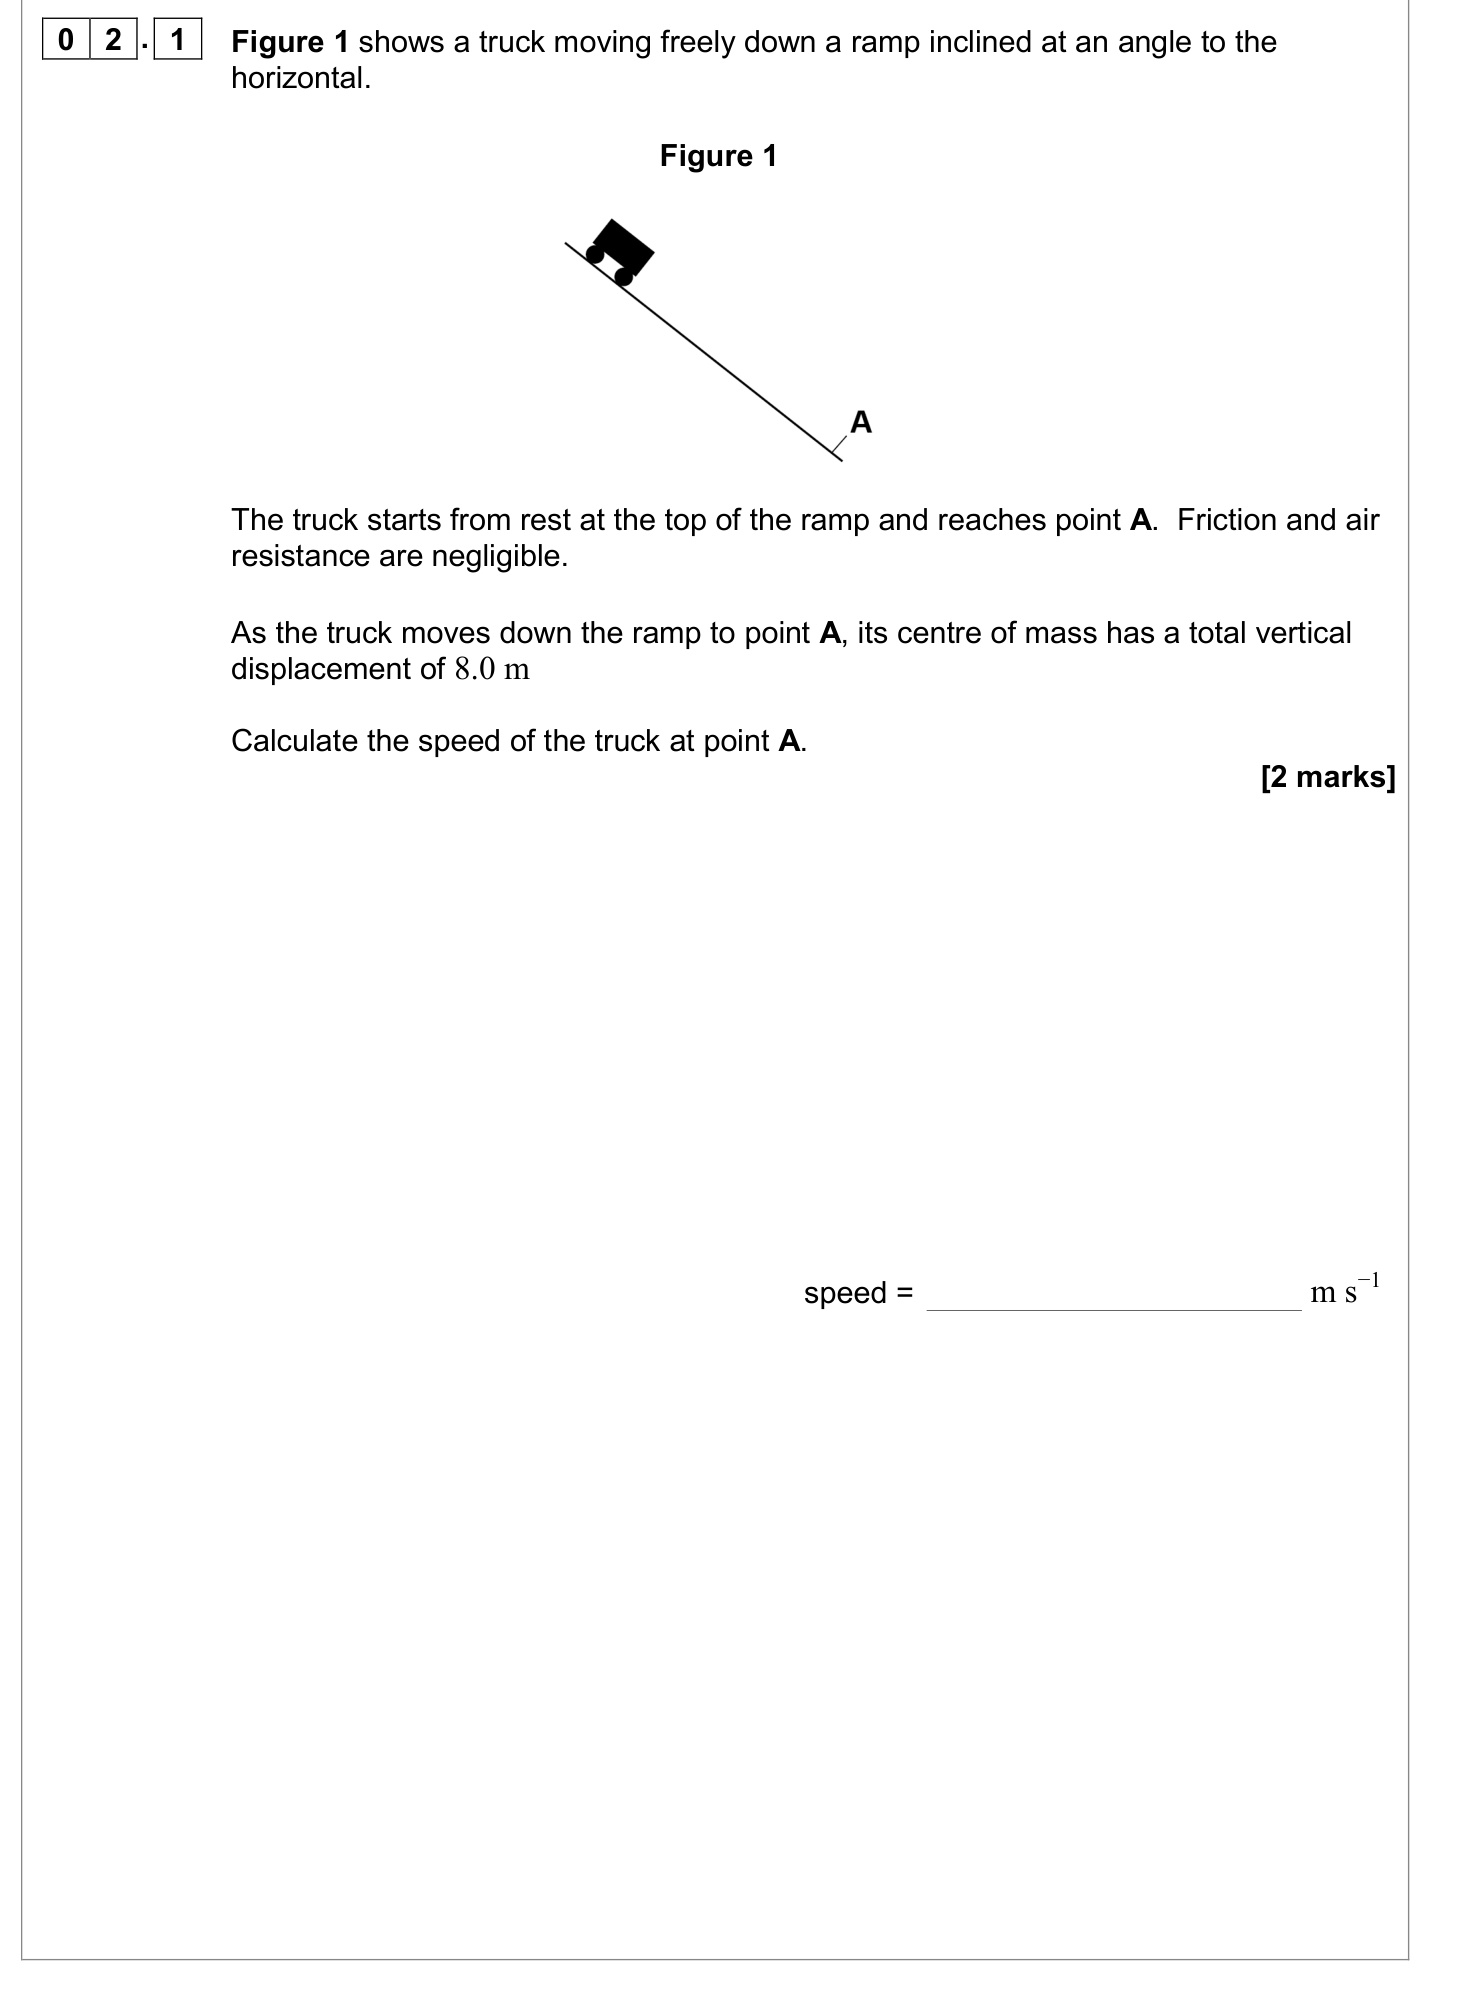 0 2 . 1 Figure 1 shows a truck moving freely down a ramp inclined at an angle to the
horizontal.
Figure 1
A
The truck starts from rest at the top of the ramp and reaches point A. Friction and air
resistance are negligible.
As the truck moves down the ramp to point A, its centre of mass has a total vertical
displacement of 8.0 m
Calculate the speed of the truck at point A.
[2 marks]
speed = ____ m s⁻¹